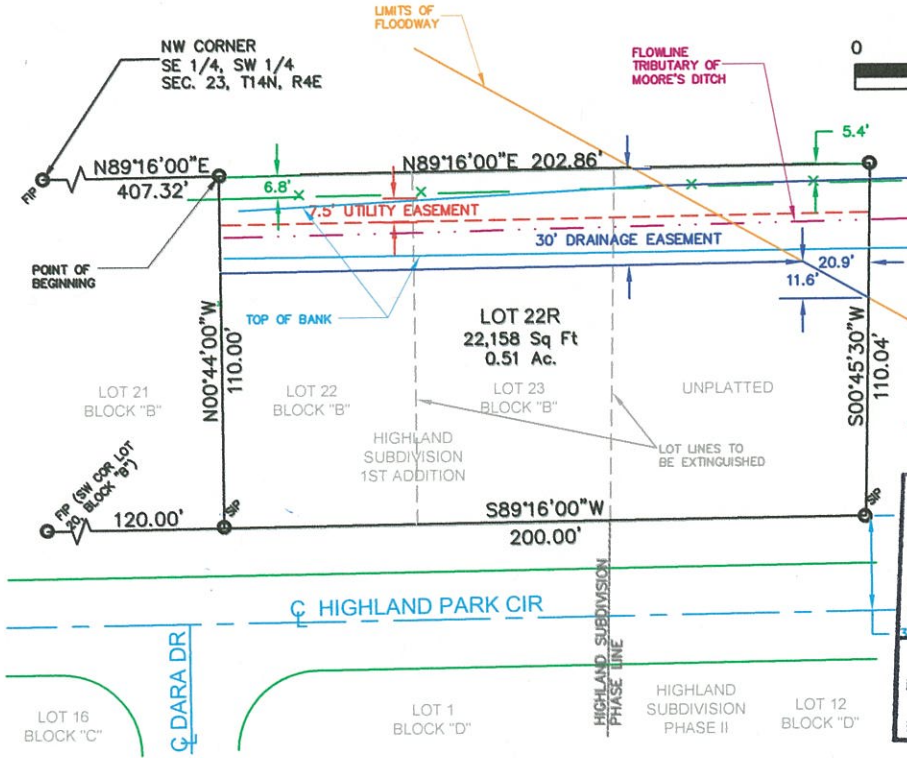 LIMITS OF
FLOODWAY
NW CORNER
SE 1/4, SW 1/4
SEC. 23, T14N, R4E
FLOWLINE
TRIBUTARY OF
MOORE'S DITCH
0
5.4'
N89°16'00"E
407.32'
FIP
N89°16'00"E 202.86'
6.8'
7.5' UTILITY EASEMENT
30' DRAINAGE EASEMENT
20.9'
11.6'
POINT OF
BEGINNING
TOP OF BANK
N00°44'00"W
110.00'
LOT 22R
22,158 Sq Ft
0.51 Ac.
S00°45'30"W
110.04'
LOT 21
BLOCK "B"
LOT 22
BLOCK "B"
LOT 23
BLOCK "B"
UNPLATTED
HIGHLAND
SUBDIVISION
1ST ADDITION
LOT LINES TO
BE EXTINGUISHED
FIP (SW COR LOT
20, BLOCK "B")
120.00'
SIP
S89°16'00"W
200.00'
SIP
℄ HIGHLAND PARK CIR
℄ DARA DR
HIGHLAND SUBDIVISION
PHASE LINE
3
LOT 16
BLOCK "C"
LOT 1
BLOCK "D"
HIGHLAND
SUBDIVISION
PHASE II
LOT 12
BLOCK "D"